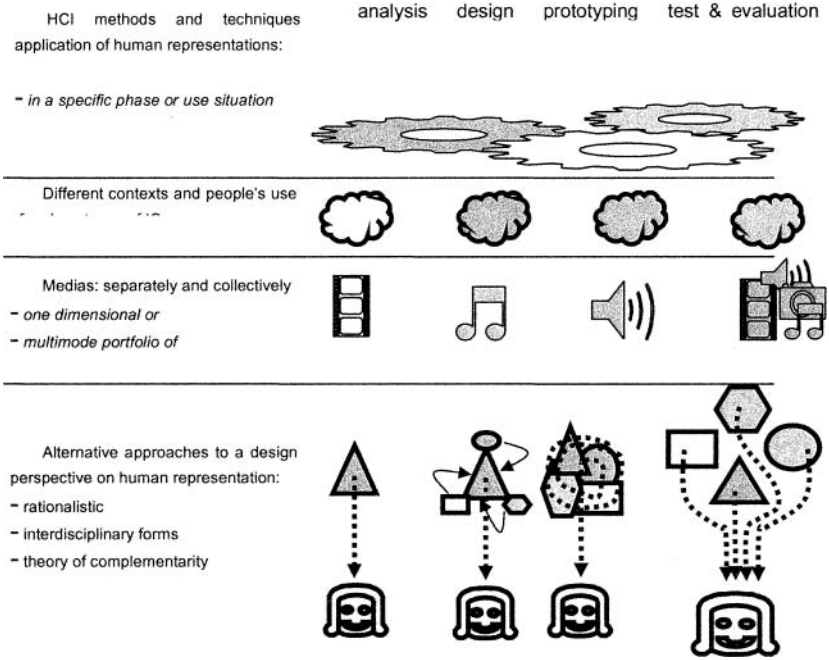 HCI methods and techniques
application of human representations:
- in a specific phase or use situation
analysis design prototyping test & evaluation
Different contexts and people's use
Medias: separately and collectively
- one dimensional or
- multimode portfolio of
Alternative approaches to a design
perspective on human representation:
- rationalistic
- interdisciplinary forms
- theory of complementarity